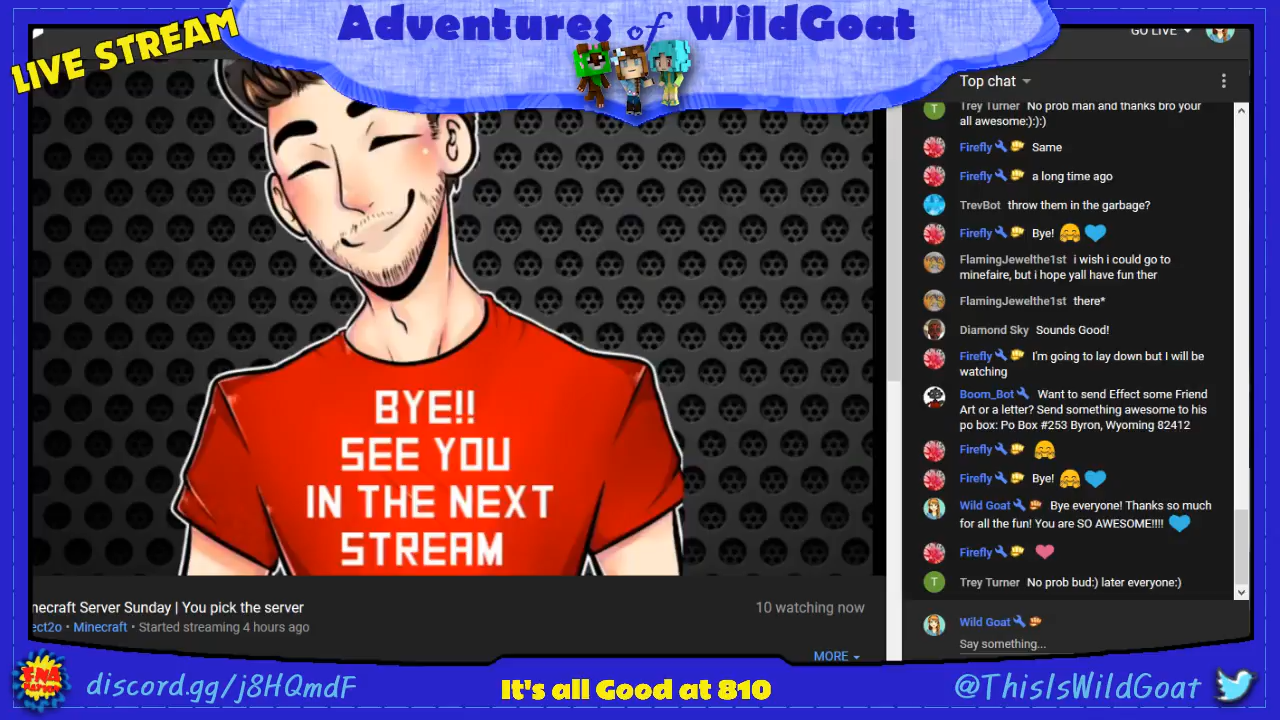 LIVE STREAM
Adventures of WildGoat
GO LIVE
Top chat
Trey Turner No prob man and thanks bro your
all awesome:):):)
Firefly Same
Firefly a long time ago
TrevBot throw them in the garbage?
Firefly Bye!
FlamingJewelthe1st i wish i could go to
minefaire, but i hope yall have fun ther
FlamingJewelthe1st there*
Diamond Sky Sounds Good!
Firefly I'm going to lay down but I will be
watching
Boom_Bot Want to send Effect some Friend
Art or a letter? Send something awesome to his
po box: Po Box #253 Byron, Wyoming 82412
Firefly
Firefly Bye!
Wild Goat Bye everyone! Thanks so much
for all the fun! You are SO AWESOME!!!!
Firefly
T Trey Turner No prob bud:) later everyone:)
Wild Goat
Say something...
BYE!!
SEE YOU
IN THE NEXT
STREAM
necraft Server Sunday | You pick the server
10 watching now
ect2o • Minecraft • Started streaming 4 hours ago
MORE
discord.gg/j8HQmdF
It's all Good at 810
@ThisIsWildGoat